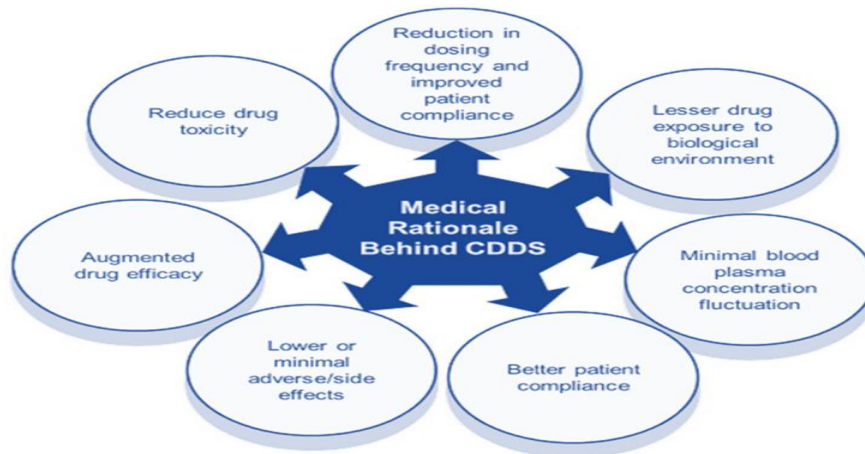 Reduction in
dosing
frequency and
improved
patient
compliance
Reduce drug
toxicity
Lesser drug
exposure to
biological
environment
Medical
Rationale
Behind CDDS
Augmented
drug efficacy
Minimal blood
plasma
concentration
fluctuation
Lower or
minimal
adverse/side
effects
Better patient
compliance